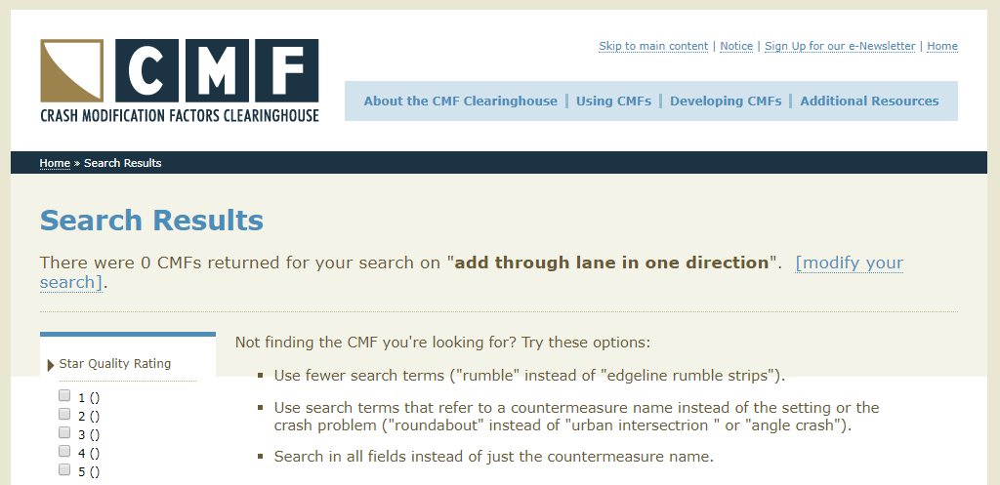 Skip to main content | Notice | Sign Up for our e-Newsletter | Home
CMF
CRASH MODIFICATION FACTORS CLEARINGHOUSE
About the CMF Clearinghouse | Using CMFs | Developing CMFs | Additional Resources
Home » Search Results
Search Results
There were 0 CMFs returned for your search on "add through lane in one direction". [modify your
search].
Star Quality Rating
1 ()
2 ()
3 ()
4 ()
5 ()
Not finding the CMF you're looking for? Try these options:
Use fewer search terms ("rumble" instead of "edgeline rumble strips").
Use search terms that refer to a countermeasure name instead of the setting or the
crash problem ("roundabout" instead of "urban intersectrion " or "angle crash").
Search in all fields instead of just the countermeasure name.